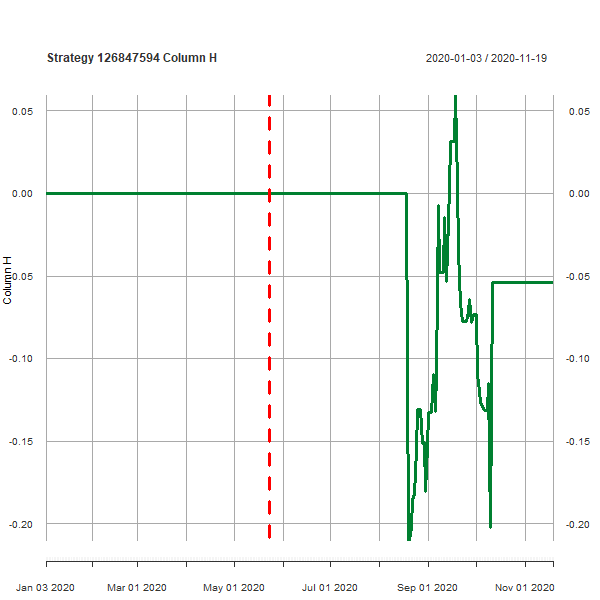 Strategy 126847594 Column H
2020-01-03 / 2020-11-19
0.05
0.05
0.00
0.00
-0.05
-0.05
-0.10
-0.10
-0.15
-0.15
-0.20
-0.20
Column H
Jan 03 2020
Mar 01 2020
May 01 2020
Jul 01 2020
Sep 01 2020
Nov 01 2020